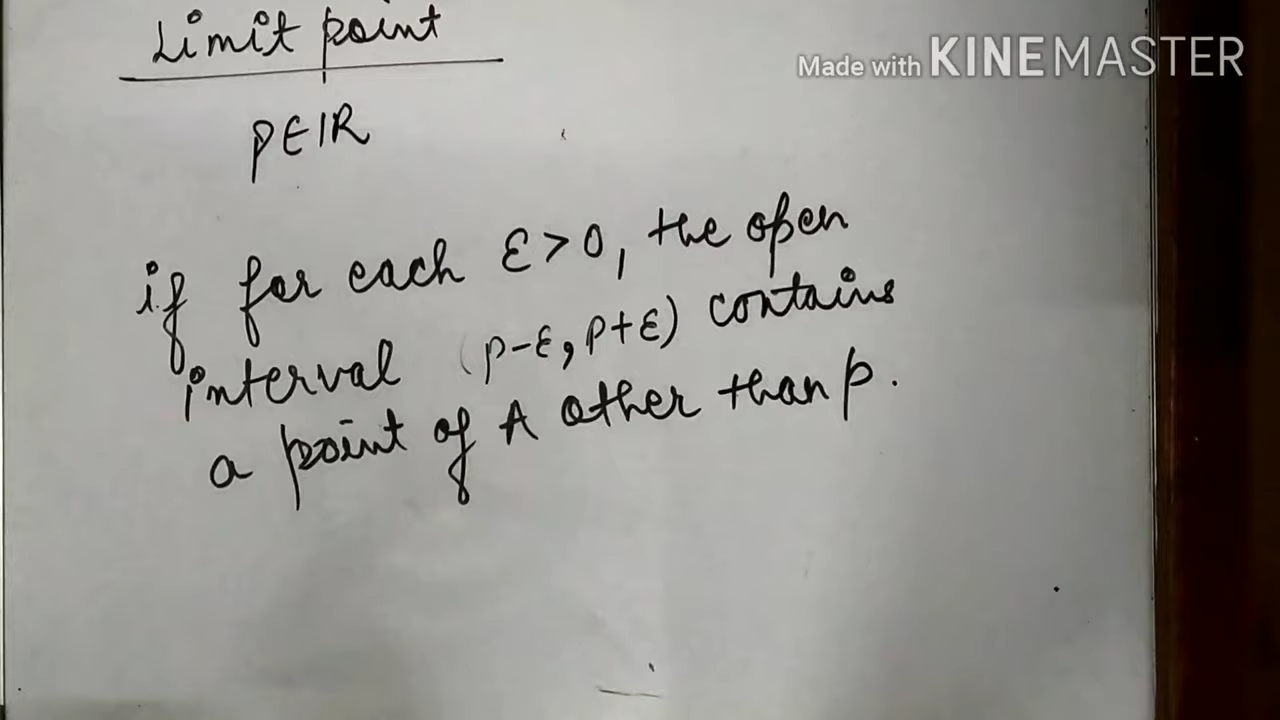 Limit point
Made with KINEMASTER
p∈ℝ
if for each ε>0, the open
interval (p-ε, p+ε) contains
a point of A other than p.